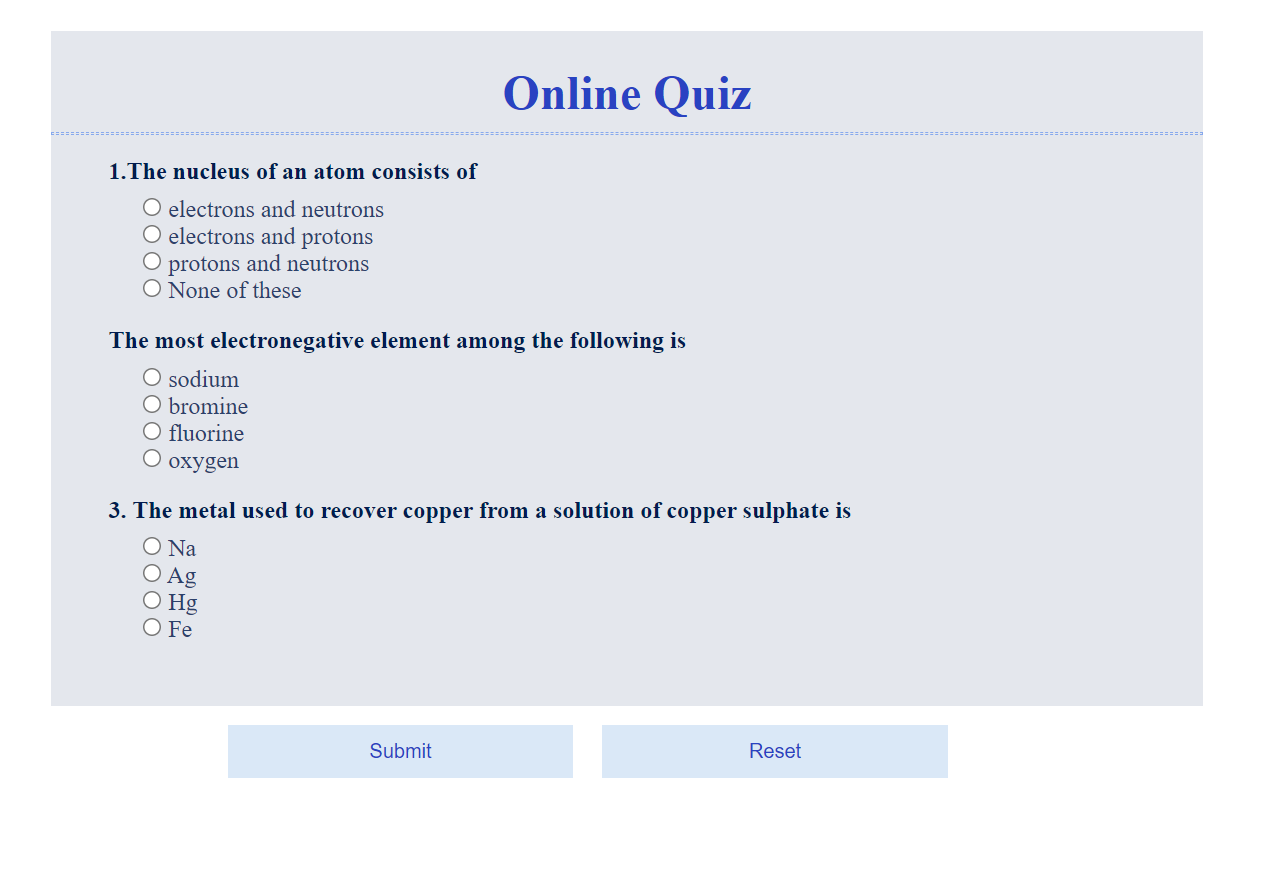 Online Quiz
1.The nucleus of an atom consists of
electrons and neutrons
electrons and protons
protons and neutrons
None of these
The most electronegative element among the following is
sodium
bromine
fluorine
oxygen
3. The metal used to recover copper from a solution of copper sulphate is
Na
Ag
Hg
Fe
Submit
Reset